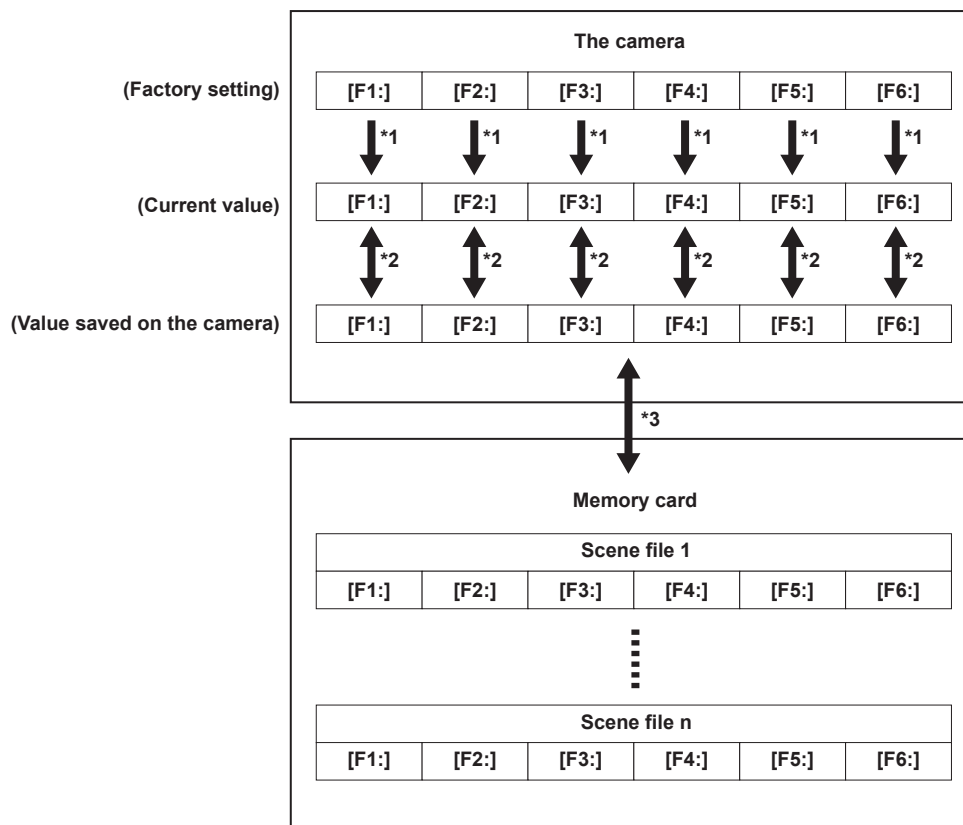 The camera
(Factory setting) [F1:] [F2:] [F3:] [F4:] [F5:] [F6:]
*1 *1 *1 *1 *1 *1
(Current value) [F1:] [F2:] [F3:] [F4:] [F5:] [F6:]
*2 *2 *2 *2 *2 *2
(Value saved on the camera) [F1:] [F2:] [F3:] [F4:] [F5:] [F6:]
*3
Memory card
Scene file 1
[F1:] [F2:] [F3:] [F4:] [F5:] [F6:]
Scene file n
[F1:] [F2:] [F3:] [F4:] [F5:] [F6:]